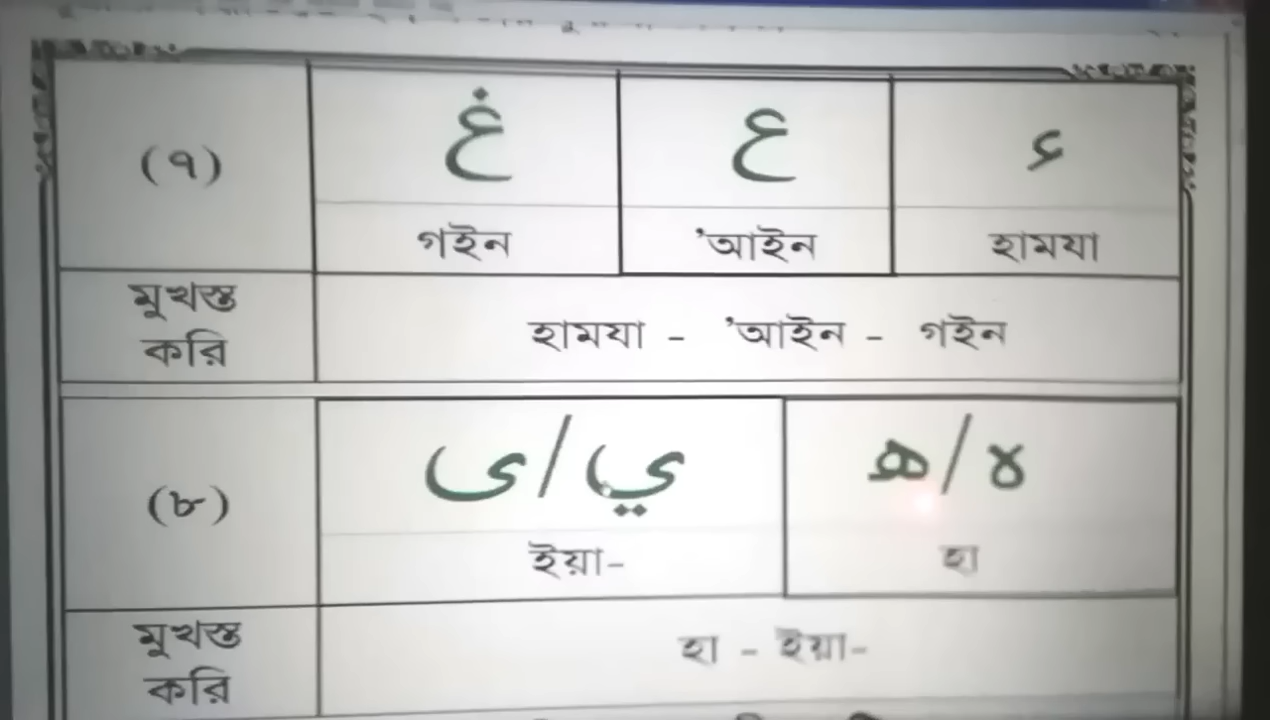 (৭) غ ع ء
গইন ’আইন হামযা
মুখস্ত
করি
হামযা - ’আইন - গইন
(৮) ي/ى ه/ھ
ইয়া- হা
মুখস্ত
করি
হা - ইয়া-